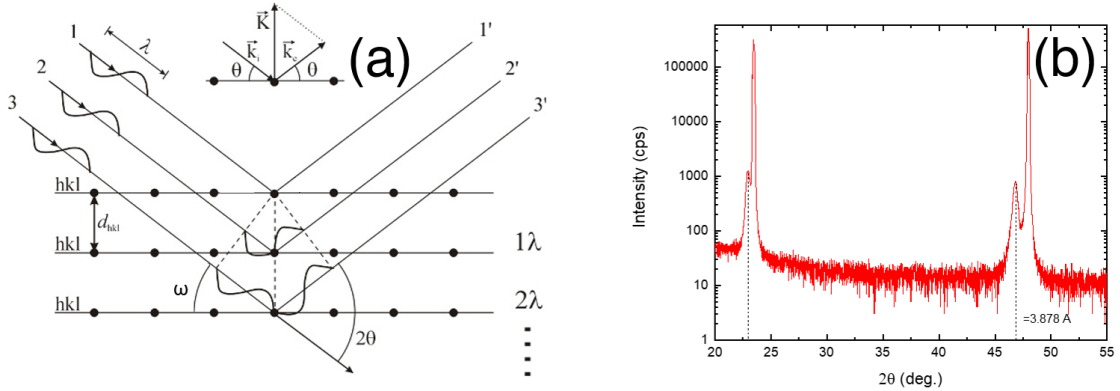 1
2
3
λ
K
k_i
k_e
θ
θ
(a)
1'
2'
3'
hkl
d_hkl
hkl
1λ
hkl
2λ
ω
2θ
(b)
Intensity (cps)
100000
10000
1000
100
10
1
=3.878 A
20 25 30 35 40 45 50 55
2θ (deg.)